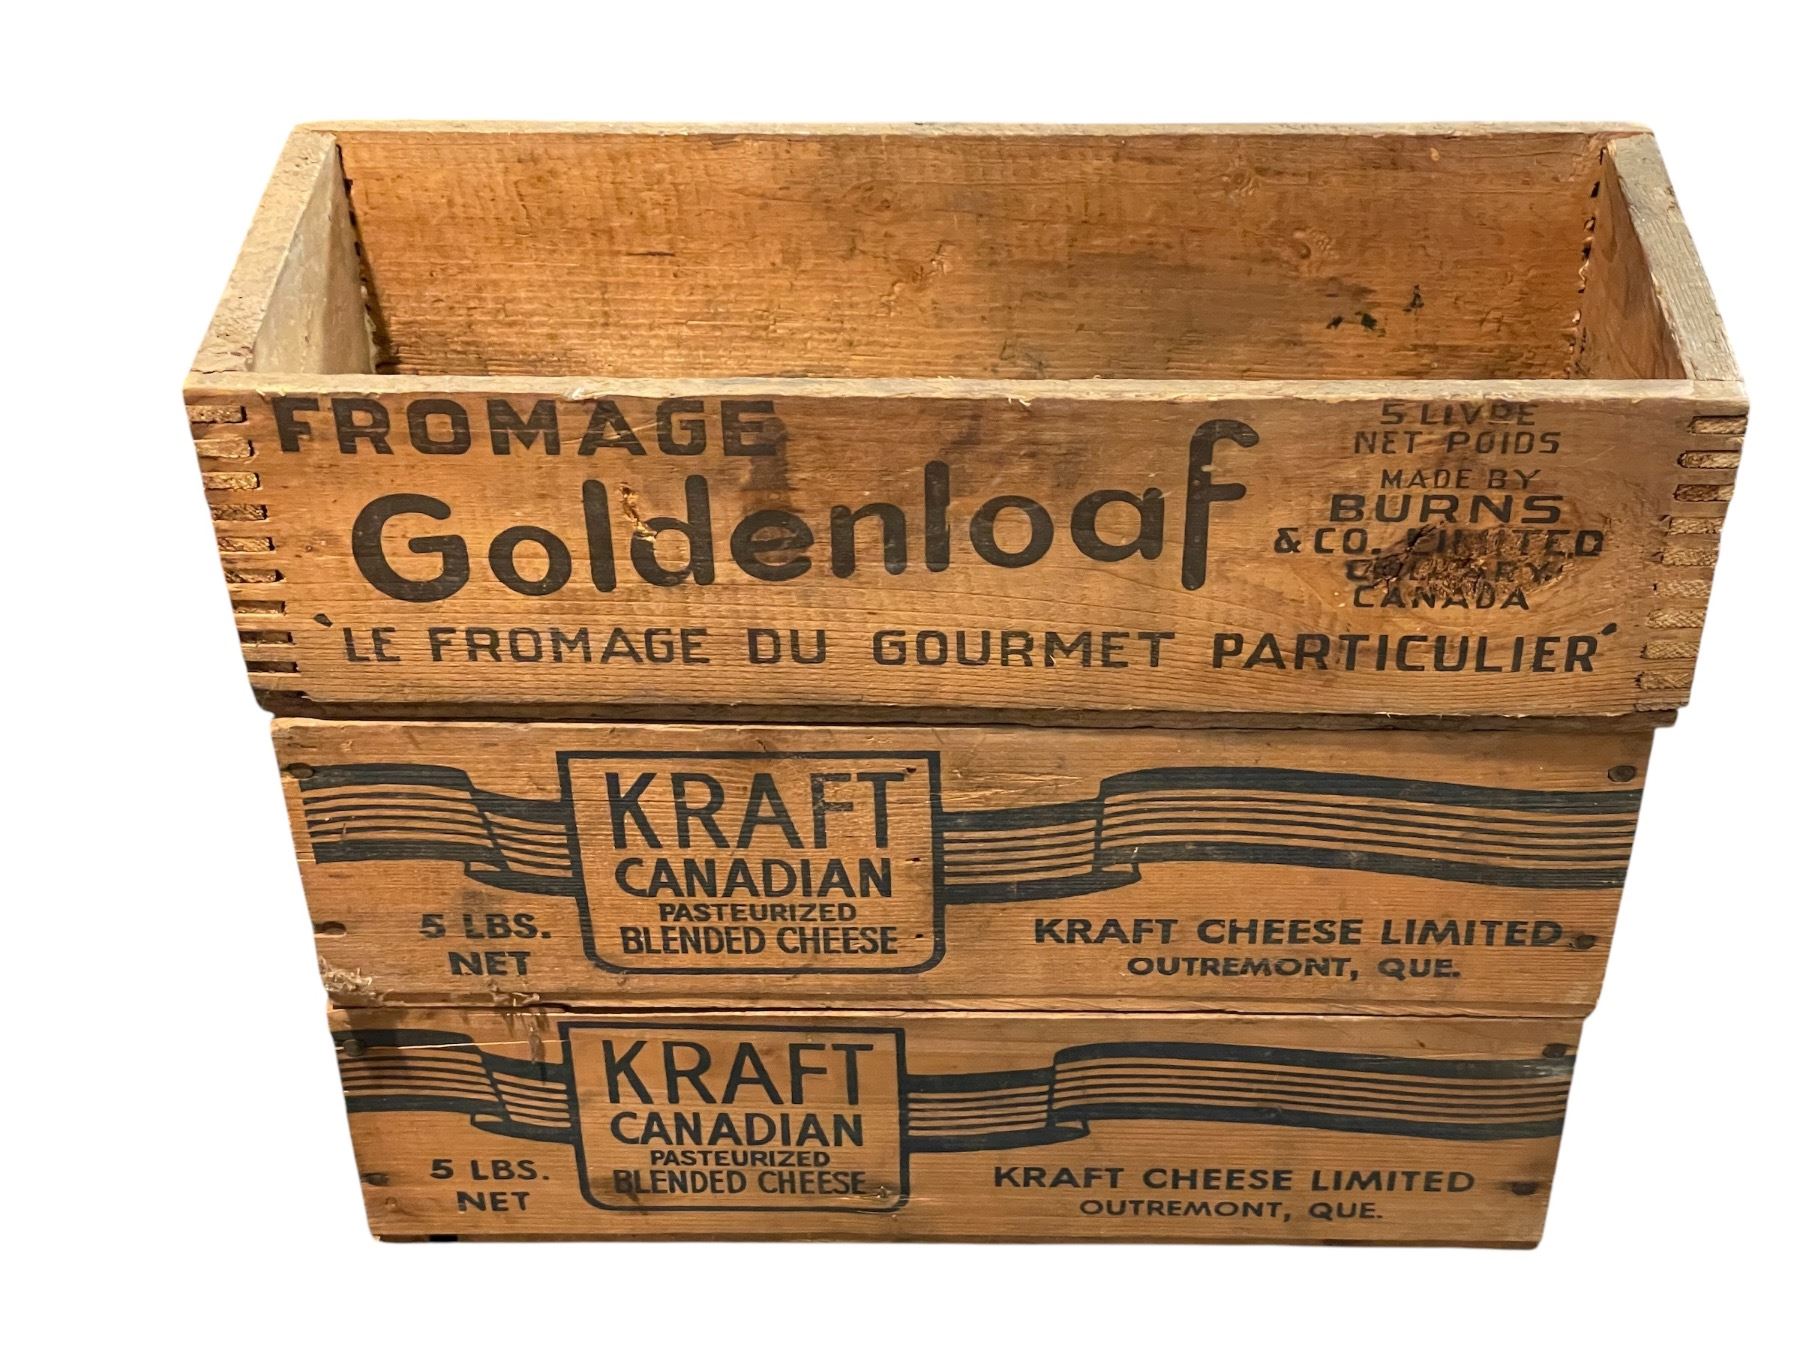 FROMAGE
Goldenloaf
'LE FROMAGE DU GOURMET PARTICULIER'
5 LIVRE
NET POIDS
MADE BY
BURNS
& CO. LIMITED
CALGARY
CANADA
KRAFT
CANADIAN
PASTEURIZED
BLENDED CHEESE
5 LBS.
NET
KRAFT CHEESE LIMITED
OUTREMONT, QUE.
KRAFT
CANADIAN
PASTEURIZED
BLENDED CHEESE
5 LBS.
NET
KRAFT CHEESE LIMITED
OUTREMONT, QUE.